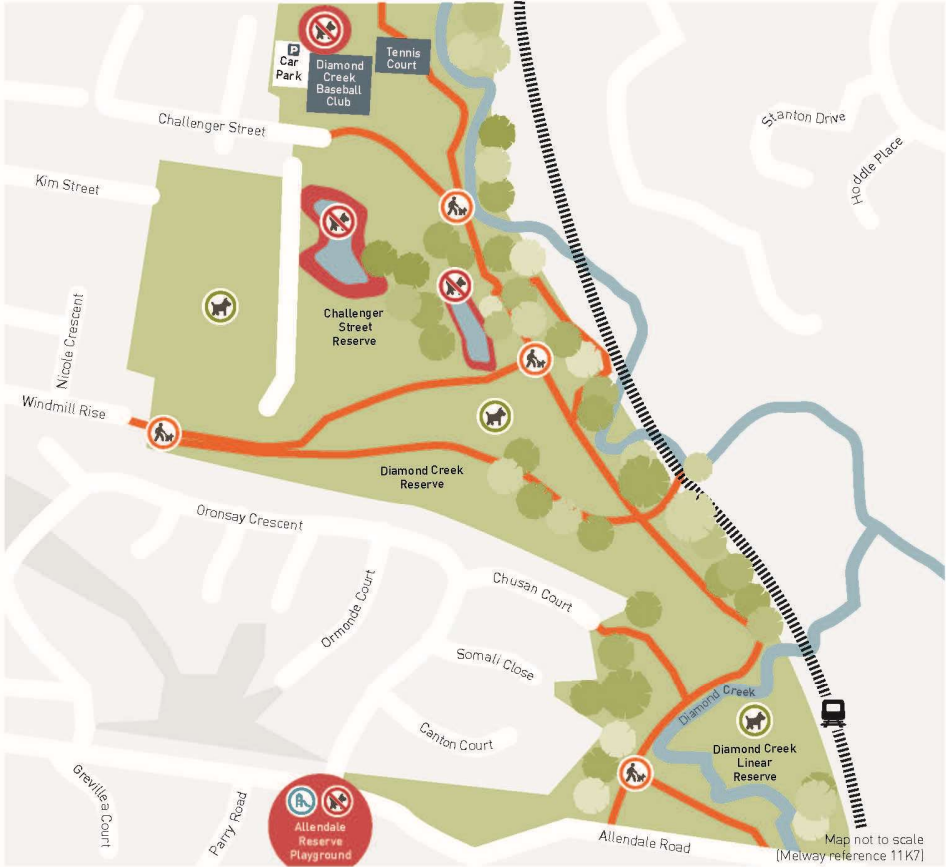 P
Car
Park
Diamond
Creek
Baseball
Club
Tennis
Court
Challenger Street
Stanton Drive
Hoddle Place
Kim Street
Nicole Crescent
Challenger
Street
Reserve
Windmill Rise
Diamond Creek
Reserve
Oronsay Crescent
Ormonde Court
Chusan Court
Somali Close
Canton Court
Diamond Creek
Diamond Creek
Linear
Reserve
Grevillea Court
Parry Road
Allendale
Reserve
Playground
Allendale Road
Map not to scale
(Melway reference 11K7)